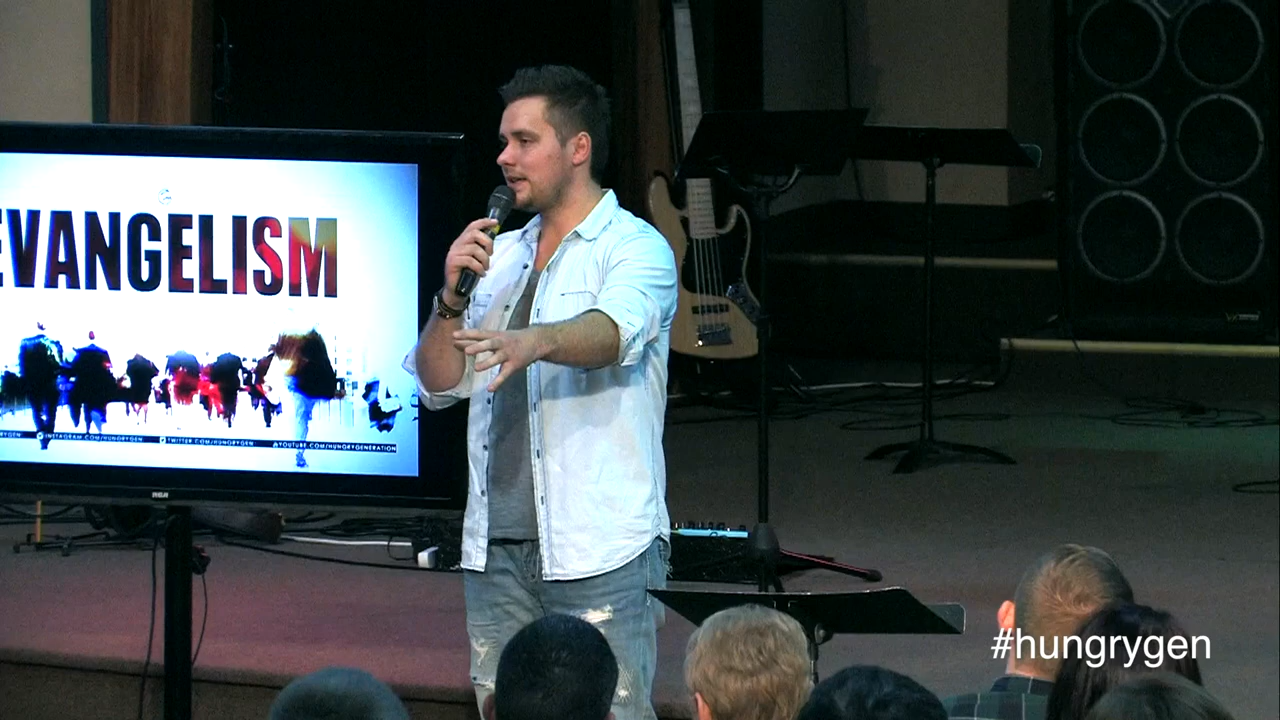 EVANGELISM
INSTAGRAM.COM/HUNGRYGEN TWITTER.COM/HUNGRYGEN YOUTUBE.COM/HUNGRYGENERATION
RCA
#hungrygen